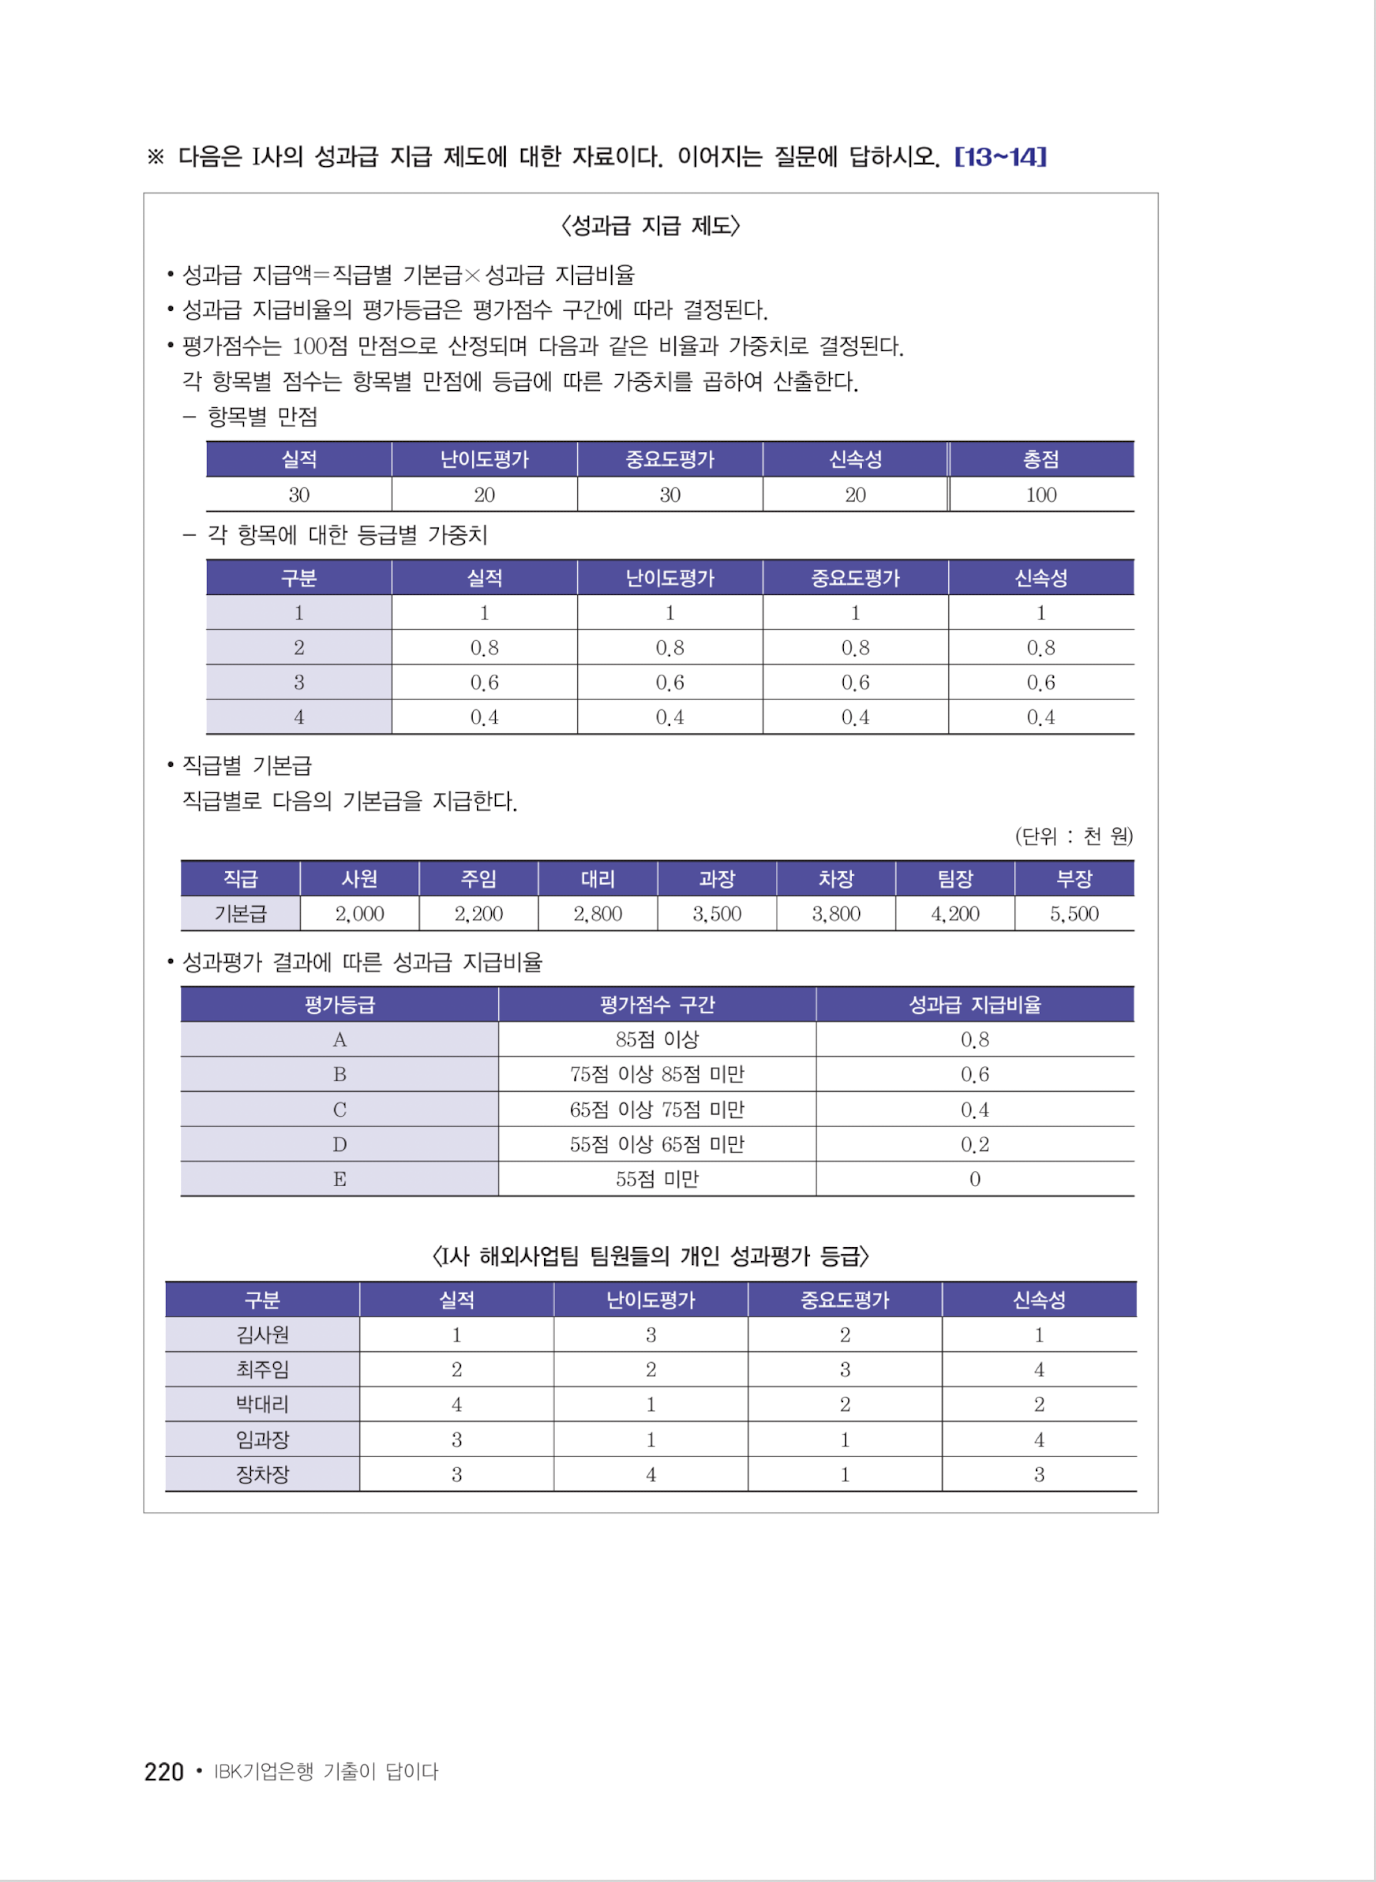 ※ 다음은 I사의 성과급 지급 제도에 대한 자료이다. 이어지는 질문에 답하시오. [13~14]
〈성과급 지급 제도〉
• 성과급 지급액=직급별 기본급×성과급 지급비율
• 성과급 지급비율의 평가등급은 평가점수 구간에 따라 결정된다.
• 평가점수는 100점 만점으로 산정되며 다음과 같은 비율과 가중치로 결정된다.
각 항목별 점수는 항목별 만점에 등급에 따른 가중치를 곱하여 산출한다.
- 항목별 만점
실적 난이도평가 중요도평가 신속성 총점
30 20 30 20 100
- 각 항목에 대한 등급별 가중치
구분 실적 난이도평가 중요도평가 신속성
1 1 1 1 1
2 0.8 0.8 0.8 0.8
3 0.6 0.6 0.6 0.6
4 0.4 0.4 0.4 0.4
• 직급별 기본급
직급별로 다음의 기본급을 지급한다.
(단위 : 천 원)
직급 사원 주임 대리 과장 차장 팀장 부장
기본급 2,000 2,200 2,800 3,500 3,800 4,200 5,500
• 성과평가 결과에 따른 성과급 지급비율
평가등급 평가점수 구간 성과급 지급비율
A 85점 이상 0.8
B 75점 이상 85점 미만 0.6
C 65점 이상 75점 미만 0.4
D 55점 이상 65점 미만 0.2
E 55점 미만 0
〈I사 해외사업팀 팀원들의 개인 성과평가 등급〉
구분 실적 난이도평가 중요도평가 신속성
김사원 1 3 2 1
최주임 2 2 3 4
박대리 4 1 2 2
임과장 3 1 1 4
장차장 3 4 1 3
220 • IBK기업은행 기출이 답이다